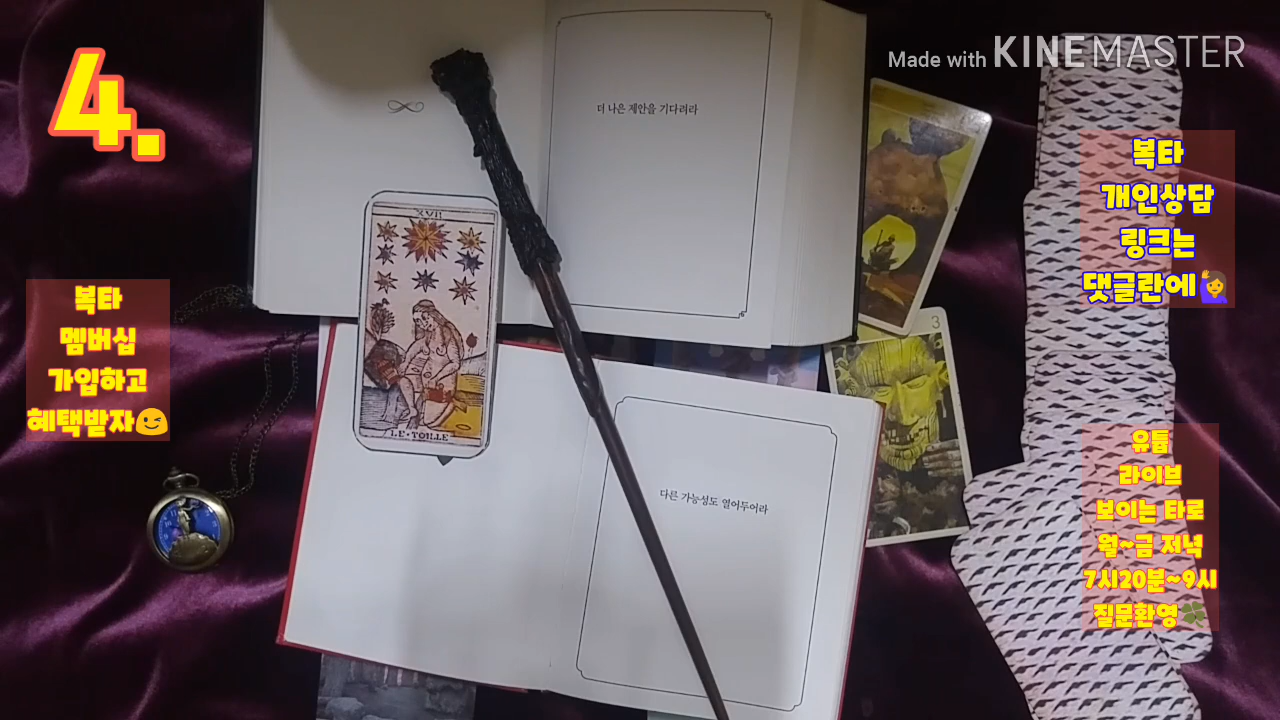 4.
Made with KINEMASTER
더 나은 제안을 기다려라
복타
개인상담
링크는
댓글란에🙋‍♀️
XVII
복타
멤버십
가입하고
혜택받자😉
3
LE•TOILLE
다른 가능성도 열어두어라
유튭
라이브
보이는 타로
월~금 저녁
7시20분~9시
질문환영🍀